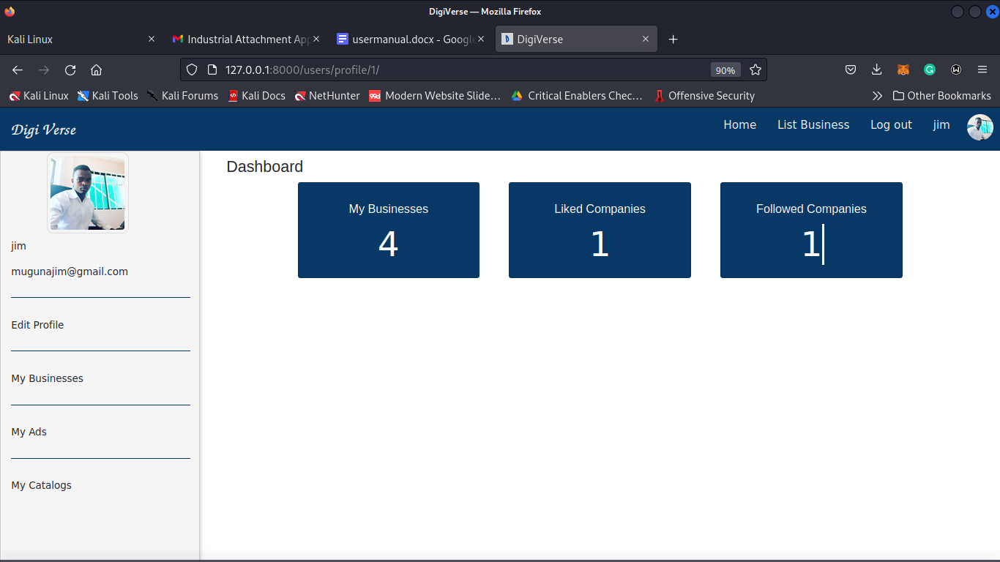 DigiVerse — Mozilla Firefox
Kali Linux
Industrial Attachment Ap
usermanual.docx - Googl
DigiVerse
127.0.0.1:8000/users/profile/1/
90%
Kali Linux
Kali Tools
Kali Forums
Kali Docs
NetHunter
99d
Modern Website Slide…
Critical Enablers Chec…
Offensive Security
Other Bookmarks
Digi Verse
Home
List Business
Log out
jim
Dashboard
My Businesses
4
Liked Companies
1
Followed Companies
1
jim
mugunajim@gmail.com
Edit Profile
My Businesses
My Ads
My Catalogs